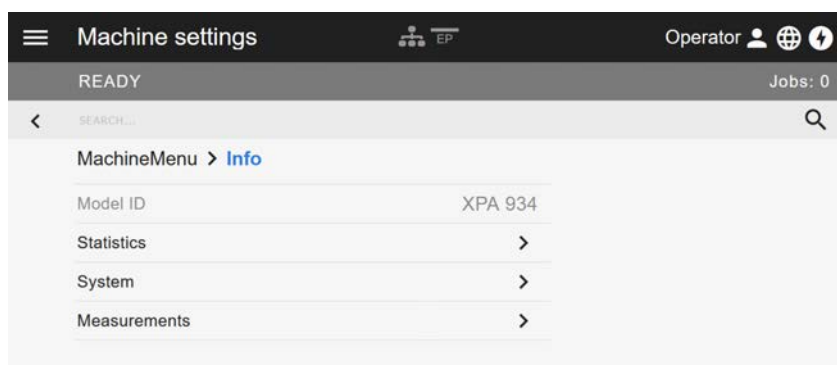 Machine settings EP Operator
READY Jobs: 0
SEARCH...
MachineMenu > Info
Model ID XPA 934
Statistics >
System >
Measurements >